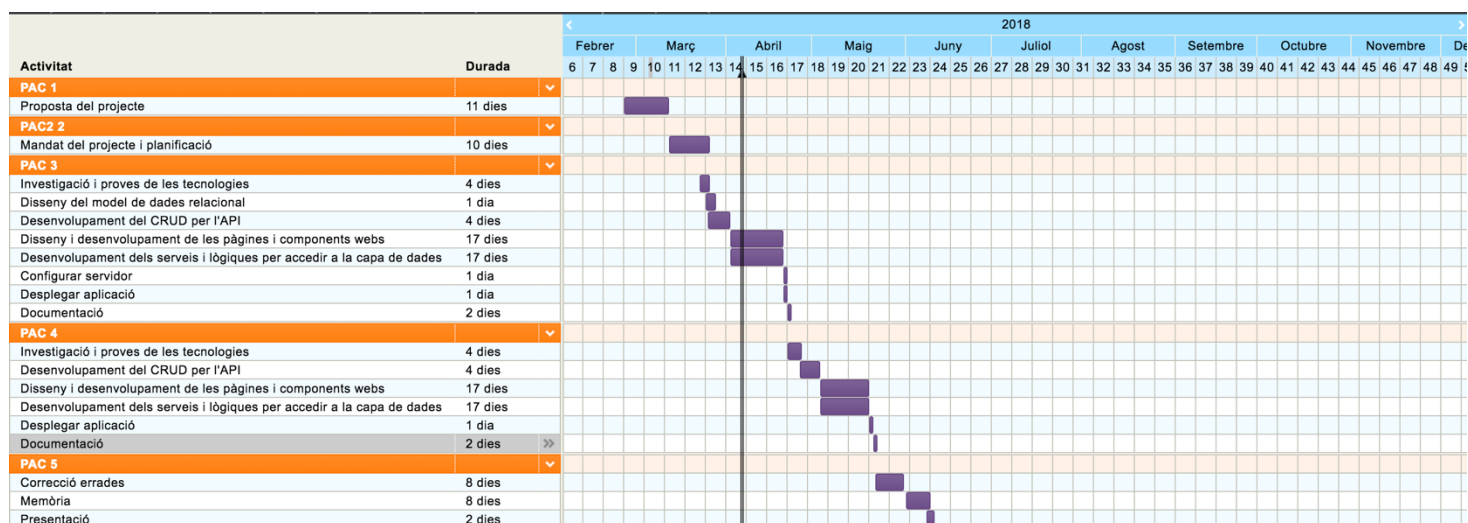 2018
Febrer Març Abril Maig Juny Juliol Agost Setembre Octubre Novembre De
Activitat Durada 6 7 8 9 10 11 12 13 14 15 16 17 18 19 20 21 22 23 24 25 26 27 28 29 30 31 32 33 34 35 36 37 38 39 40 41 42 43 44 45 46 47 48 49 5
PAC 1
Proposta del projecte 11 dies
PAC2 2
Mandat del projecte i planificació 10 dies
PAC 3
Investigació i proves de les tecnologies 4 dies
Disseny del model de dades relacional 1 dia
Desenvolupament del CRUD per l'API 4 dies
Disseny i desenvolupament de les pàgines i components webs 17 dies
Desenvolupament dels serveis i lògiques per accedir a la capa de dades 17 dies
Configurar servidor 1 dia
Desplegar aplicació 1 dia
Documentació 2 dies
PAC 4
Investigació i proves de les tecnologies 4 dies
Desenvolupament del CRUD per l'API 4 dies
Disseny i desenvolupament de les pàgines i components webs 17 dies
Desenvolupament dels serveis i lògiques per accedir a la capa de dades 17 dies
Desplegar aplicació 1 dia
Documentació 2 dies
PAC 5
Correcció errades 8 dies
Memòria 8 dies
Presentació 2 dies